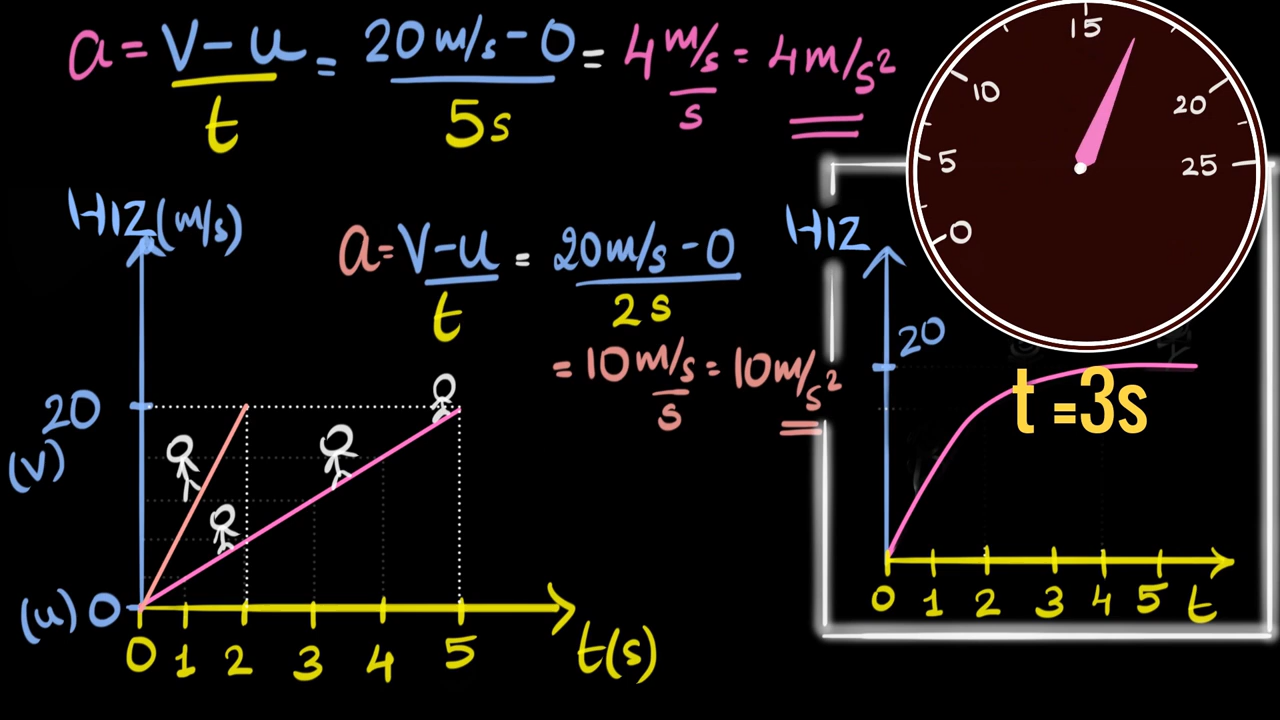 a = v - u / t = 20 m/s - 0 / 5s = 4 m/s / s = 4 m/s²
HIZ (m/s)
a = v - u / t = 20 m/s - 0 / 2s
= 10 m/s / s = 10 m/s²
20
(v)
(u) 0
0 1 2 3 4 5 t(s)
0 5 10 15 20 25
HIZ
20
t = 3s
0 1 2 3 4 5 t